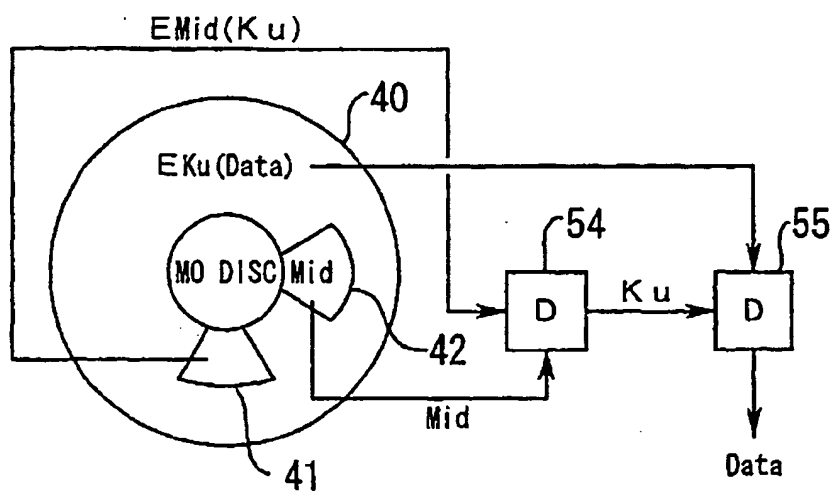 EMid(Ku)
40
EKu(Data)
54
55
MO DISC
Mid
D
Ku
D
42
Mid
41
Data